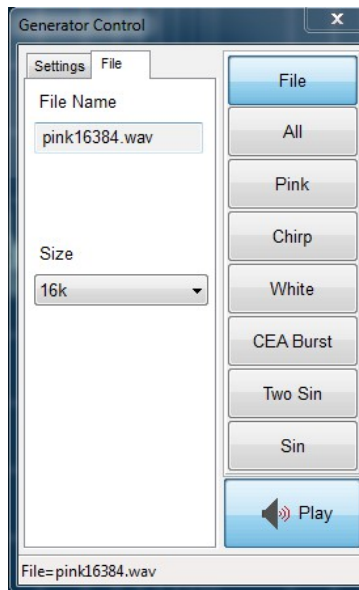 Generator Control
x
Settings File
File Name
pink16384.wav
Size
16k
File
All
Pink
Chirp
White
CEA Burst
Two Sin
Sin
Play
File=pink16384.wav